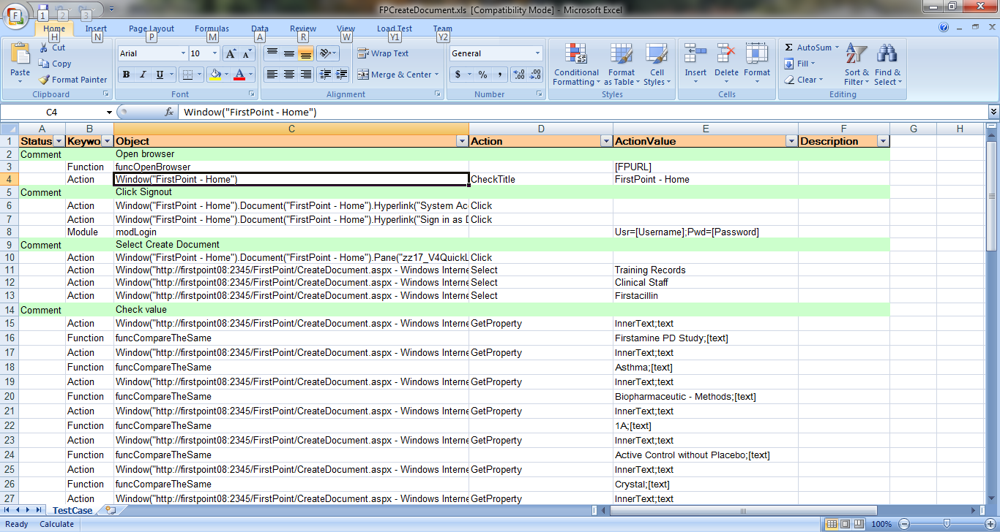 FPCreateDocument.xls [Compatibility Mode] - Microsoft Excel
F 1 2 3
Home Insert Page Layout Formulas Data Review View Load Test Team
H N P M A R W Y1 Y2
Paste Cut Copy Format Painter Clipboard
Arial 10 A A B I U A Font
Wrap Text Merge & Center Alignment
General $ % , Number
Conditional Formatting Format as Table Cell Styles Styles
Insert Delete Format Cells
Σ AutoSum Fill Clear Sort & Filter Find & Select Editing
C4 fx Window("FirstPoint - Home")
A B C D E F G H
1 Status Keywo Object Action ActionValue Description
2 Comment Open browser
3 Function funcOpenBrowser [FPURL]
4 Action Window("FirstPoint - Home") CheckTitle FirstPoint - Home
5 Comment Click Signout
6 Action Window("FirstPoint - Home").Document("FirstPoint - Home").Hyperlink("System Ac Click
7 Action Window("FirstPoint - Home").Document("FirstPoint - Home").Hyperlink("Sign in as D Click
8 Module modLogin Usr=[Username];Pwd=[Password]
9 Comment Select Create Document
10 Action Window("FirstPoint - Home").Document("FirstPoint - Home").Pane("zz17_V4QuickL Click
11 Action Window("http://firstpoint08:2345/FirstPoint/CreateDocument.aspx - Windows Interne Select Training Records
12 Action Window("http://firstpoint08:2345/FirstPoint/CreateDocument.aspx - Windows Interne Select Clinical Staff
13 Action Window("http://firstpoint08:2345/FirstPoint/CreateDocument.aspx - Windows Interne Select Firstacillin
14 Comment Check value
15 Action Window("http://firstpoint08:2345/FirstPoint/CreateDocument.aspx - Windows Interne GetProperty InnerText;text
16 Function funcCompareTheSame Firstamine PD Study;[text]
17 Action Window("http://firstpoint08:2345/FirstPoint/CreateDocument.aspx - Windows Interne GetProperty InnerText;text
18 Function funcCompareTheSame Asthma;[text]
19 Action Window("http://firstpoint08:2345/FirstPoint/CreateDocument.aspx - Windows Interne GetProperty InnerText;text
20 Function funcCompareTheSame Biopharmaceutic - Methods;[text]
21 Action Window("http://firstpoint08:2345/FirstPoint/CreateDocument.aspx - Windows Interne GetProperty InnerText;text
22 Function funcCompareTheSame 1A;[text]
23 Action Window("http://firstpoint08:2345/FirstPoint/CreateDocument.aspx - Windows Interne GetProperty InnerText;text
24 Function funcCompareTheSame Active Control without Placebo;[text]
25 Action Window("http://firstpoint08:2345/FirstPoint/CreateDocument.aspx - Windows Interne GetProperty InnerText;text
26 Function funcCompareTheSame Crystal;[text]
27 Action Window("http://firstpoint08:2345/FirstPoint/CreateDocument.aspx - Windows Interne GetProperty InnerText;text
TestCase
Ready Calculate 100%